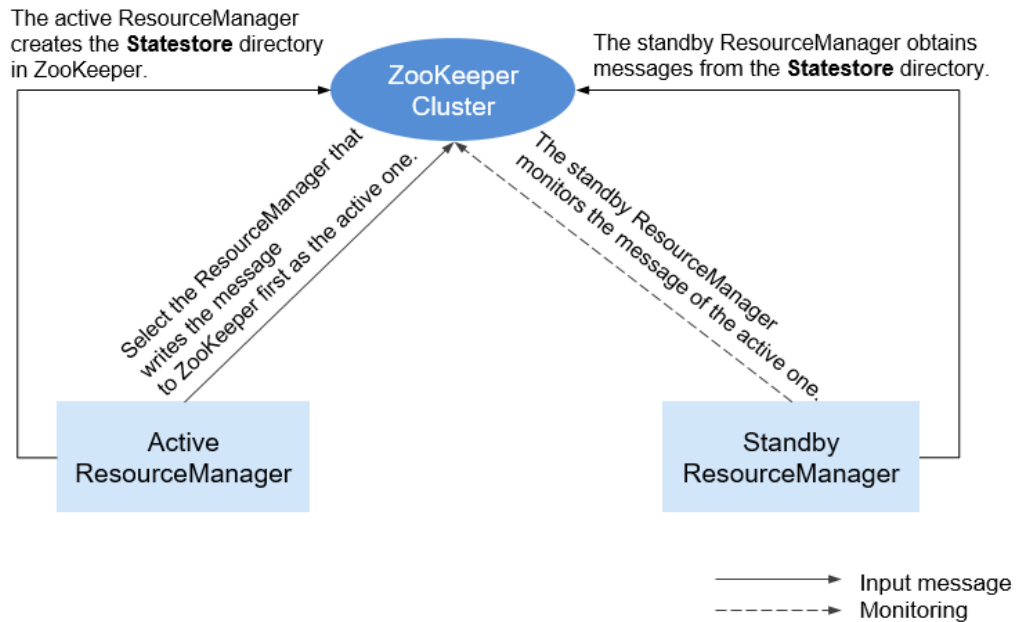 The active ResourceManager
creates the Statestore directory
in ZooKeeper.
ZooKeeper
Cluster
The standby ResourceManager obtains
messages from the Statestore directory.
Select the ResourceManager that
writes the message
to ZooKeeper first as the active one.
The standby ResourceManager
monitors the message of the active one.
Active
ResourceManager
Standby
ResourceManager
Input message
Monitoring